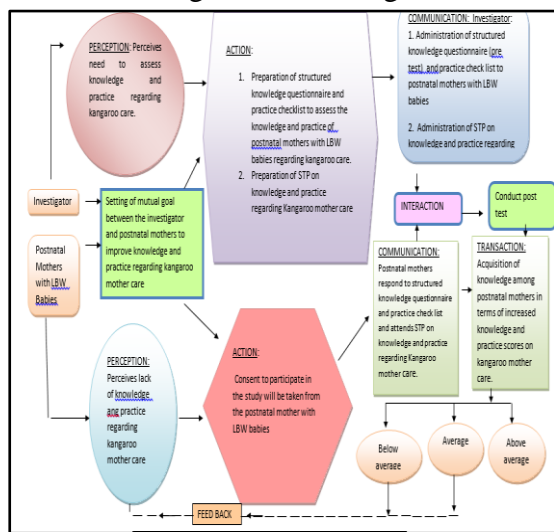 PERCEPTION: Perceives
need to assess
knowledge and
practice regarding
kangaroo care.
ACTION:
1. Preparation of structured
knowledge questionnaire and
practice checklist to assess the
knowledge and practice of
postnatal mothers with LBW
babies regarding kangaroo care.
2. Preparation of STP on
knowledge and practice
regarding Kangaroo mother care
COMMUNICATION: Investigator:
1. Administration of structured
knowledge questionnaire (pre
test), and practice check list to
postnatal mothers with LBW
babies
2. Administration of STP on
knowledge and practice regarding
Investigator
Postnatal
Mothers
with LBW
Babies
Setting of mutual goal
between the investigator
and postnatal mothers to
improve knowledge and
practice regarding kangaroo
mother care
INTERACTION
Conduct post
test
COMMUNICATION:
Postnatal mothers
respond to structured
knowledge questionnaire
and practice check list and
attends STP on
knowledge and practice
regarding Kangaroo
mother care.
TRANSACTION:
Acquisition of
knowledge among
postnatal mothers in
terms of increased
knowledge and
practice scores on
kangaroo mother
care.
PERCEPTION:
Perceives lack
of knowledge
ang practice
regarding
kangaroo
mother care
ACTION:
Consent to participate in
the study will be taken from
the postnatal mother with
LBW babies
Below
average
Average
Above
average
FEED BACK